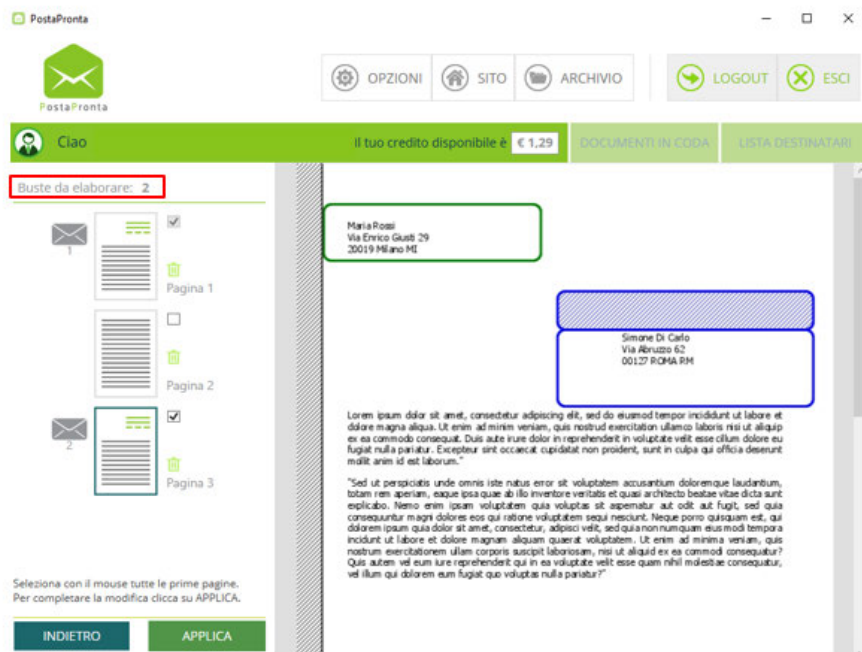 PostaPronta
PostaPronta
OPZIONI
SITO
ARCHIVIO
LOGOUT
ESCI
Ciao
Il tuo credito disponibile è € 1,29
DOCUMENTI IN CODA
LISTA DESTINATARI
Buste da elaborare: 2
1
Pagina 1
Pagina 2
2
Pagina 3
Seleziona con il mouse tutte le prime pagine.
Per completare la modifica clicca su APPLICA.
INDIETRO
APPLICA
Maria Rossi
Via Enrico Giusti 29
20019 Milano MI
Simone Di Carlo
Via Abruzzo 62
00127 ROMA RM
Lorem ipsum dolor sit amet, consectetur adipiscing elit, sed do eiusmod tempor incididunt ut labore et
dolore magna aliqua. Ut enim ad minim veniam, quis nostrud exercitation ullamco laboris nisi ut aliquip
ex ea commodo consequat. Duis aute irure dolor in reprehenderit in voluptate velit esse cillum dolore eu
fugiat nulla pariatur. Excepteur sint occaecat cupidatat non proident, sunt in culpa qui officia deserunt
mollit anim id est laborum."
"Sed ut perspiciatis unde omnis iste natus error sit voluptatem accusantium doloremque laudantium,
totam rem aperiam, eaque ipsa quae ab illo inventore veritatis et quasi architecto beatae vitae dicta sunt
explicabo. Nemo enim ipsam voluptatem quia voluptas sit aspernatur aut odit aut fugit, sed quia
consequuntur magni dolores eos qui ratione voluptatem sequi nesciunt. Neque porro quisquam est, qui
dolorem ipsum quia dolor sit amet, consectetur, adipisci velit, sed quia non numquam eius modi tempora
incidunt ut labore et dolore magnam aliquam quaerat voluptatem. Ut enim ad minima veniam, quis
nostrum exercitationem ullam corporis suscipit laboriosam, nisi ut aliquid ex ea commodi consequatur?
Quis autem vel eum iure reprehenderit qui in ea voluptate velit esse quam nihil molestiae consequatur,
vel illum qui dolorem eum fugiat quo voluptas nulla pariatur?"